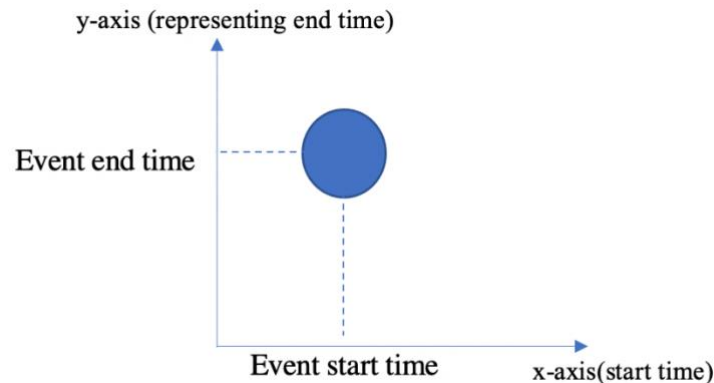 y-axis (representing end time)
Event end time
Event start time
x-axis(start time)